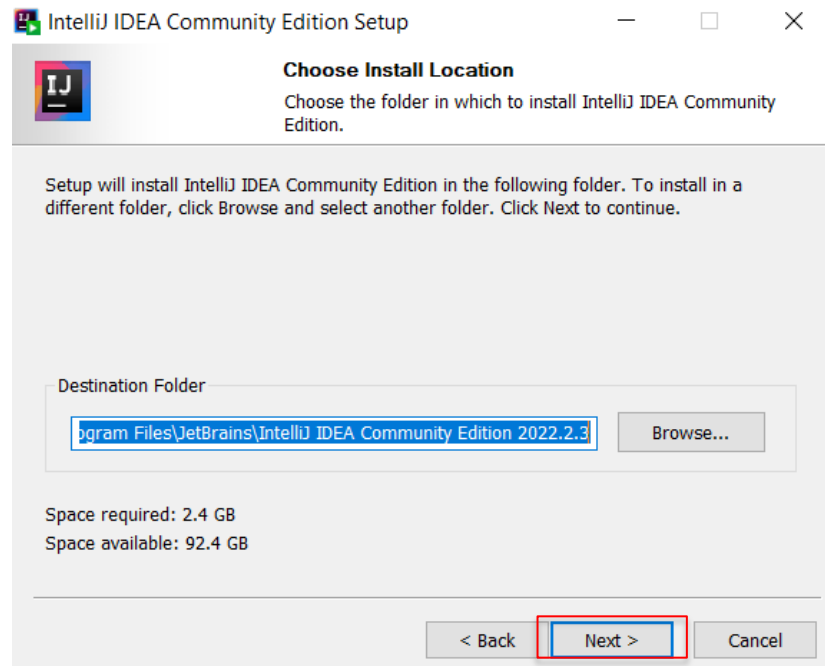 IntelliJ IDEA Community Edition Setup
IJ
Choose Install Location
Choose the folder in which to install IntelliJ IDEA Community
Edition.
Setup will install IntelliJ IDEA Community Edition in the following folder. To install in a
different folder, click Browse and select another folder. Click Next to continue.
Destination Folder
ogram Files\JetBrains\IntelliJ IDEA Community Edition 2022.2.3
Browse...
Space required: 2.4 GB
Space available: 92.4 GB
< Back
Next >
Cancel